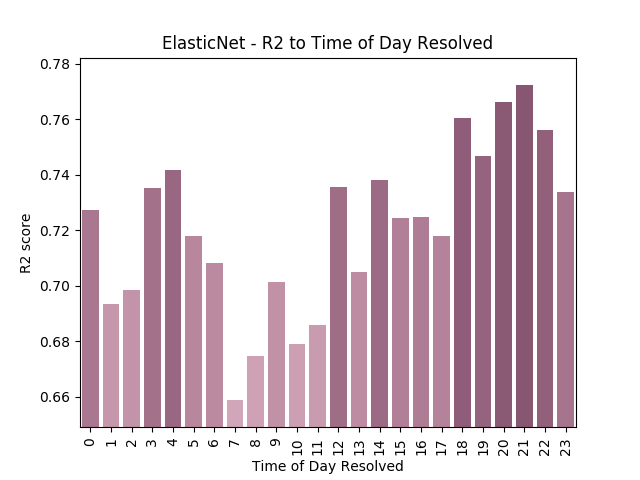 ElasticNet - R2 to Time of Day Resolved
0.78
0.76
0.74
0.72
0.70
0.68
0.66
R2 score
0 1 2 3 4 5 6 7 8 9 10 11 12 13 14 15 16 17 18 19 20 21 22 23
Time of Day Resolved